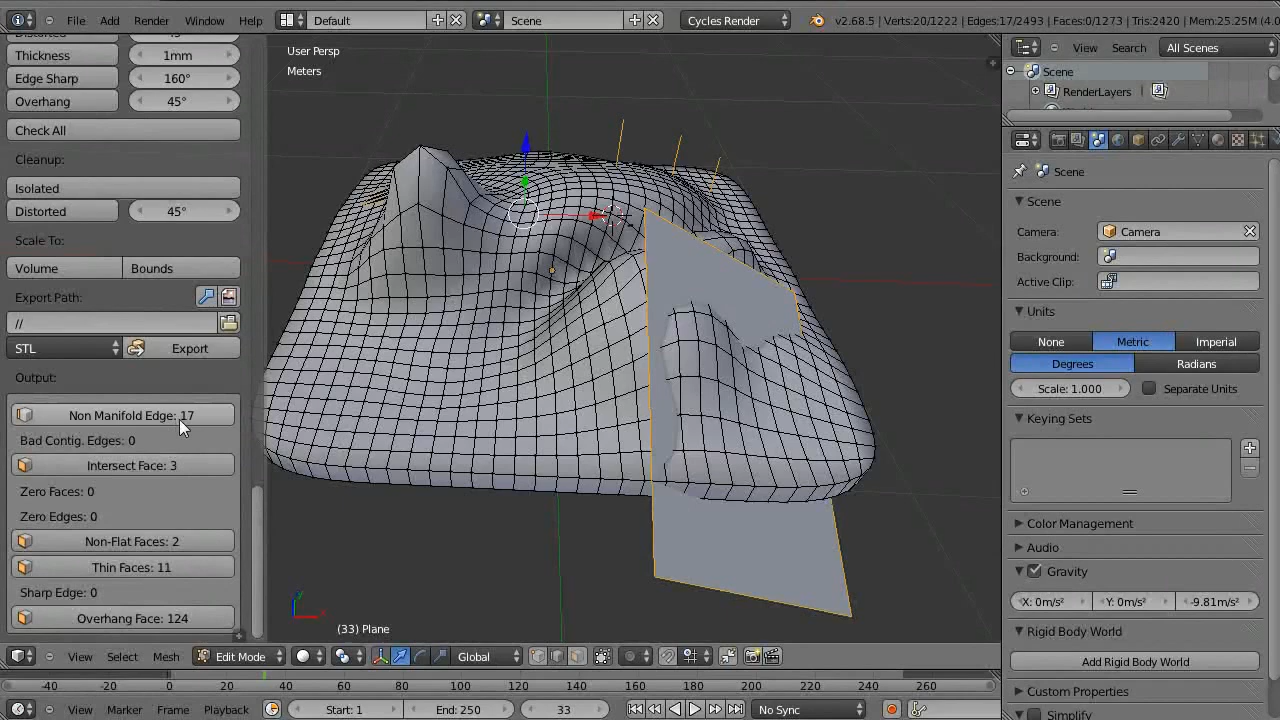 File Add Render Window Help Default Scene Cycles Render v2.68.5 | Verts:20/1222 | Edges:17/2493 | Faces:0/1273 | Tris:2420 | Mem:25.25M (4.0
Thickness 1mm
Edge Sharp 160°
Overhang 45°
Check All
Cleanup:
Isolated
Distorted 45°
Scale To:
Volume Bounds
Export Path:
//
STL Export
Output:
Non Manifold Edge: 17
Bad Contig. Edges: 0
Intersect Face: 3
Zero Faces: 0
Zero Edges: 0
Non-Flat Faces: 2
Thin Faces: 11
Sharp Edge: 0
Overhang Face: 124
User Persp
Meters
(33) Plane
View Select Mesh Edit Mode Global
View Search All Scenes
Scene
RenderLayers
Scene
Scene
Camera: Camera
Background:
Active Clip:
Units
None Metric Imperial
Degrees Radians
Scale: 1.000 Separate Units
Keying Sets
Color Management
Audio
Gravity
X: 0m/s² Y: 0m/s² -9.81m/s²
Rigid Body World
Add Rigid Body World
Custom Properties
Simplify
-40 -20 0 20 40 60 80 100 120 140 160 180 200 220 240 260
View Marker Frame Playback Start: 1 End: 250 33 No Sync